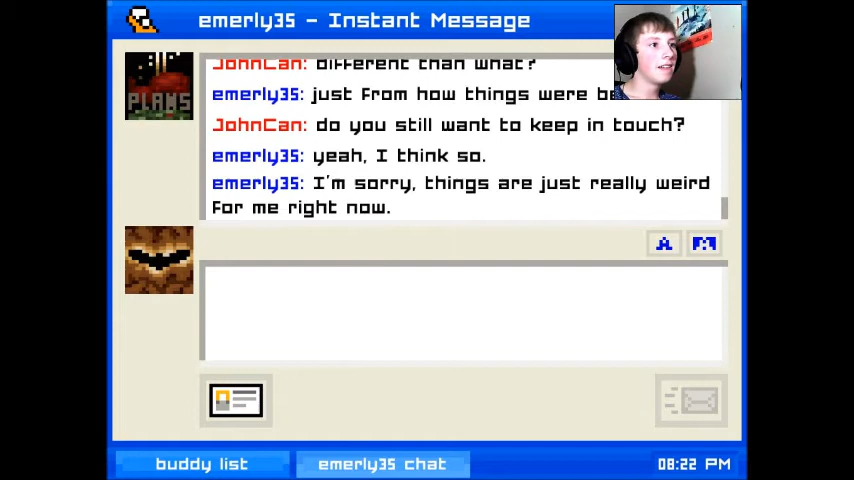 emerly35 - Instant Message
JohnCan: different than what?
emerly35: just from how things were be
JohnCan: do you still want to keep in touch?
emerly35: yeah, I think so.
emerly35: I'm sorry, things are just really weird
for me right now.
PLANS
A
buddy list
emerly35 chat
08:22 PM